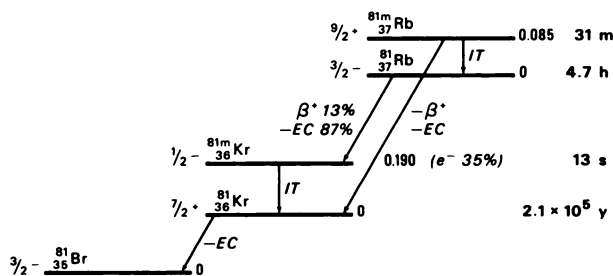 9/2 + 81m 37 Rb 0.085 31 m
IT
3/2 – 81 37 Rb 0 4.7 h
β+ 13% –β+
–EC 87% –EC
1/2 – 81m 36 Kr 0.190 (e– 35%) 13 s
IT
7/2 + 81 36 Kr 0 2.1 × 10⁵ y
–EC
3/2 – 81 35 Br 0